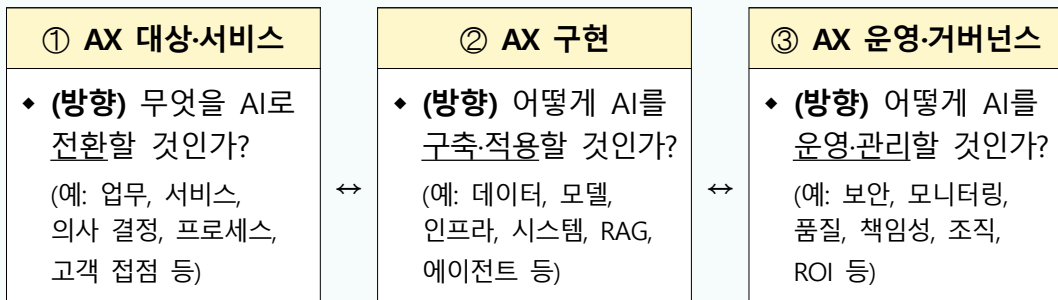 ① AX 대상·서비스
◆ (방향) 무엇을 AI로
전환할 것인가?
(예: 업무, 서비스,
의사 결정, 프로세스,
고객 접점 등)
↔
② AX 구현
◆ (방향) 어떻게 AI를
구축·적용할 것인가?
(예: 데이터, 모델,
인프라, 시스템, RAG,
에이전트 등)
↔
③ AX 운영·거버넌스
◆ (방향) 어떻게 AI를
운영·관리할 것인가?
(예: 보안, 모니터링,
품질, 책임성, 조직,
ROI 등)